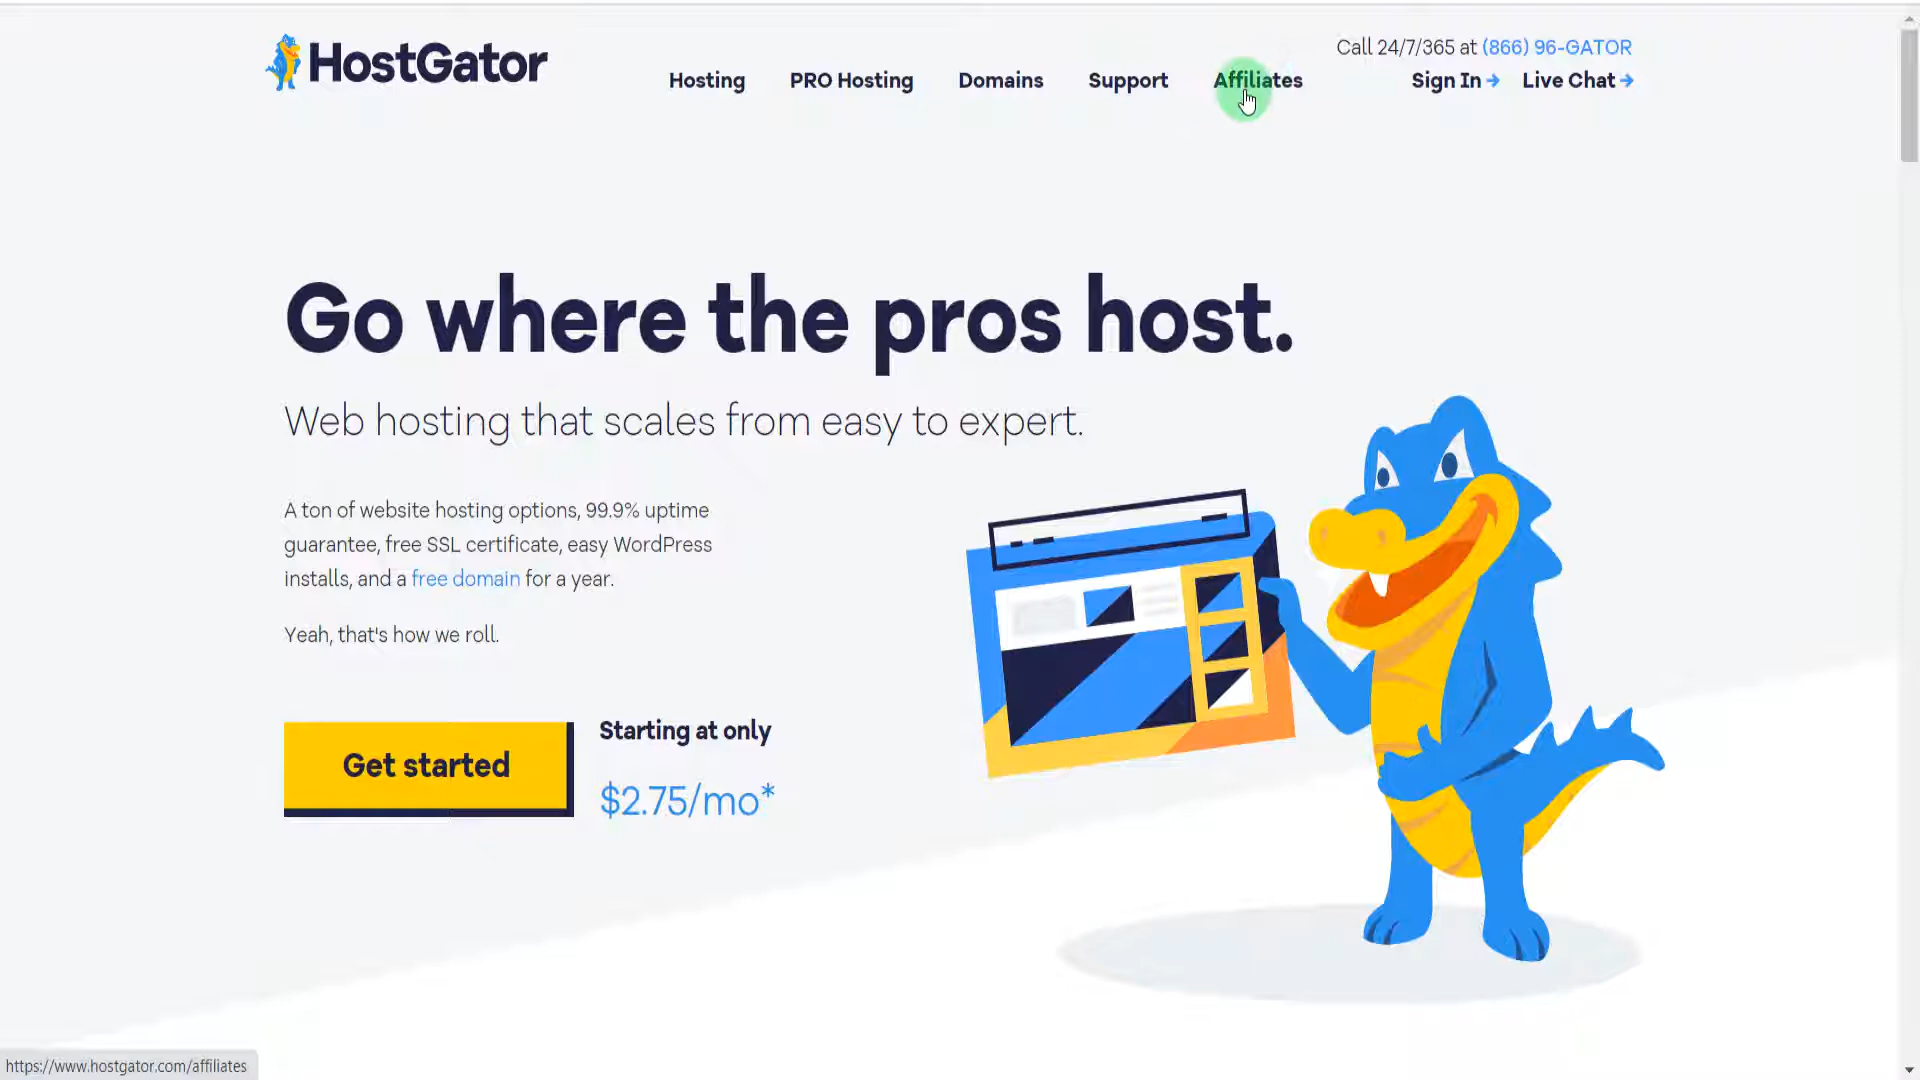 HostGator
Call 24/7/365 at (866) 96-GATOR
Hosting PRO Hosting Domains Support Affiliates Sign In Live Chat
Go where the pros host.
Web hosting that scales from easy to expert.
A ton of website hosting options, 99.9% uptime
guarantee, free SSL certificate, easy WordPress
installs, and a free domain for a year.
Yeah, that's how we roll.
Get started
Starting at only
$2.75/mo*
https://www.hostgator.com/affiliates